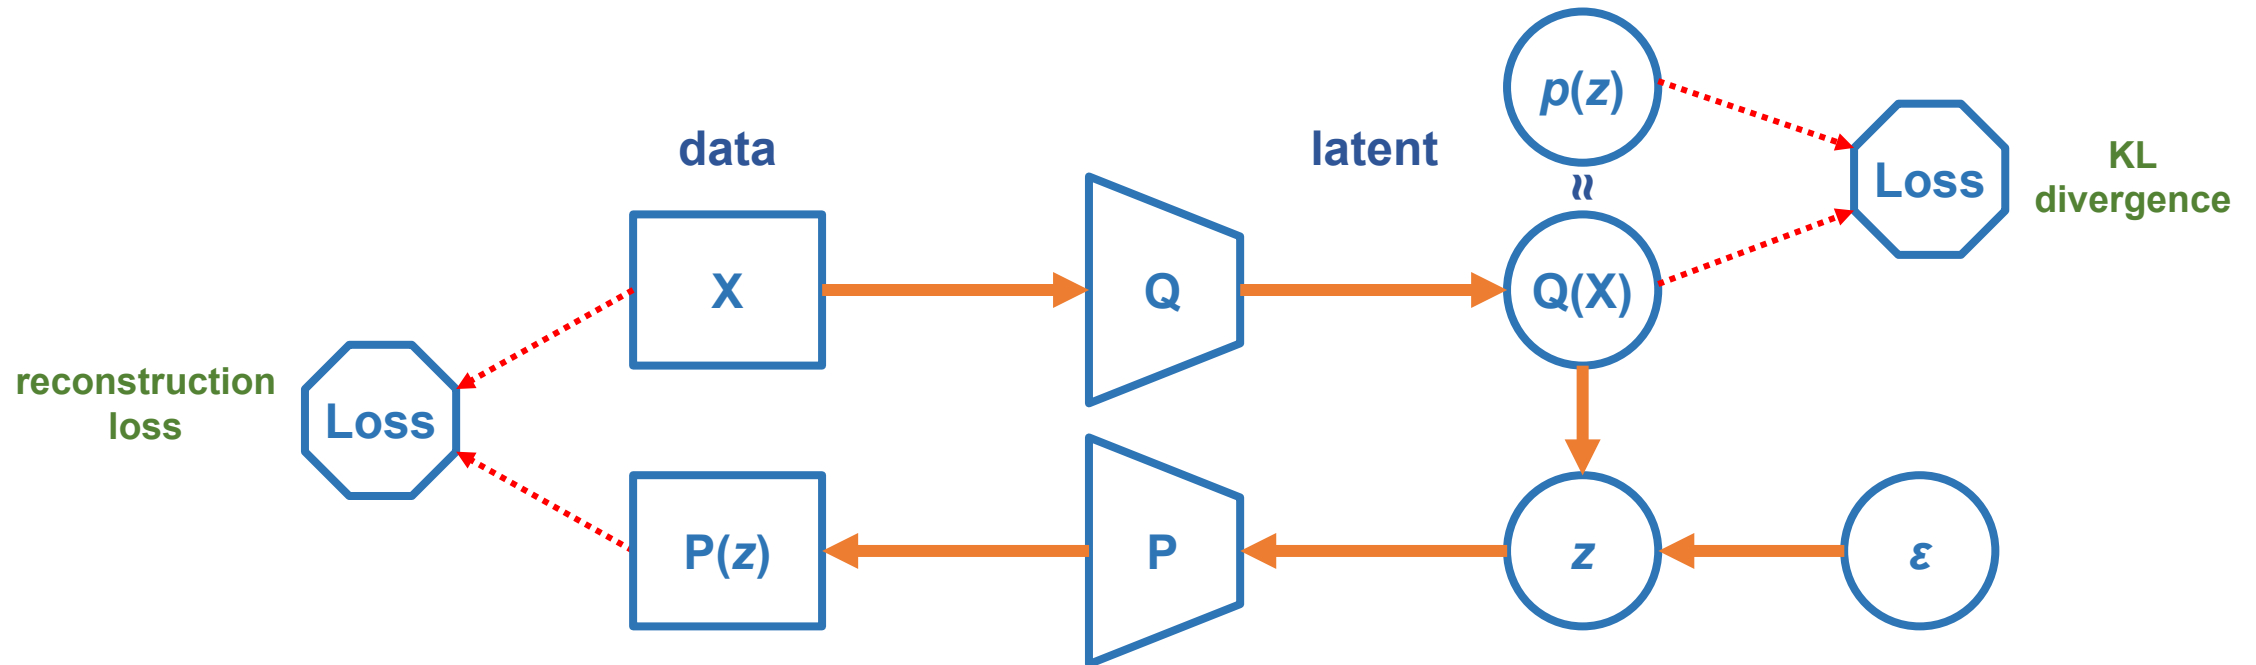 p(z)
data
latent
KL
divergence
Loss
≈
X
Q
Q(X)
reconstruction
loss
Loss
P(z)
P
z
ε